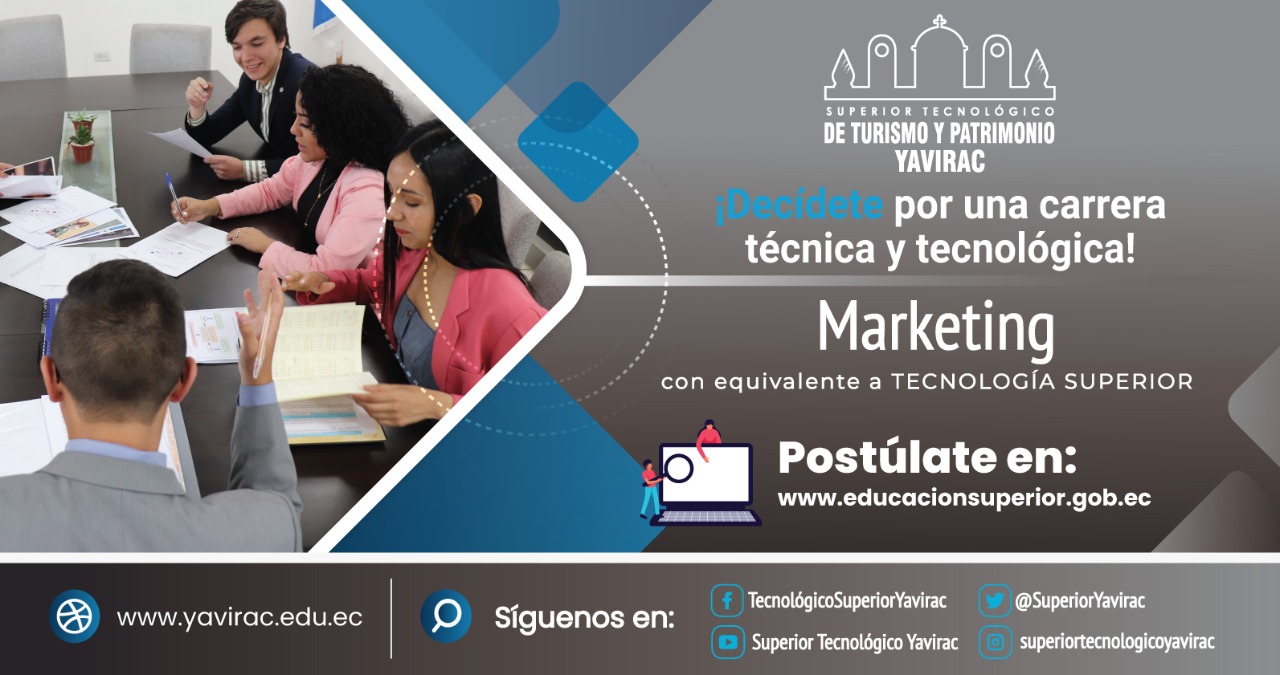 SUPERIOR TECNOLÓGICO
DE TURISMO Y PATRIMONIO
YAVIRAC
¡Decídete por una carrera
técnica y tecnológica!
Marketing
con equivalente a TECNOLOGÍA SUPERIOR
Postúlate en:
www.educacionsuperior.gob.ec
www.yavirac.edu.ec
Síguenos en:
TecnológicoSuperiorYavirac
@SuperiorYavirac
Superior Tecnológico Yavirac
superiortecnologicoyavirac